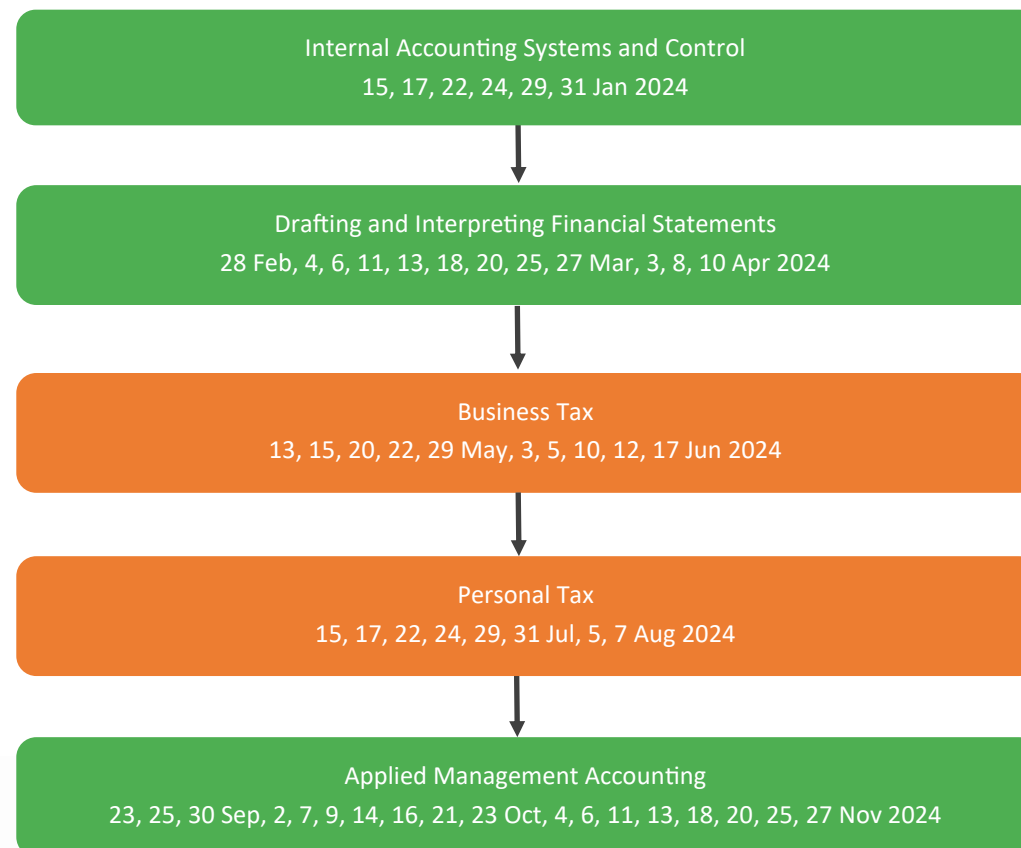 Internal Accounting Systems and Control
15, 17, 22, 24, 29, 31 Jan 2024
Drafting and Interpreting Financial Statements
28 Feb, 4, 6, 11, 13, 18, 20, 25, 27 Mar, 3, 8, 10 Apr 2024
Business Tax
13, 15, 20, 22, 29 May, 3, 5, 10, 12, 17 Jun 2024
Personal Tax
15, 17, 22, 24, 29, 31 Jul, 5, 7 Aug 2024
Applied Management Accounting
23, 25, 30 Sep, 2, 7, 9, 14, 16, 21, 23 Oct, 4, 6, 11, 13, 18, 20, 25, 27 Nov 2024